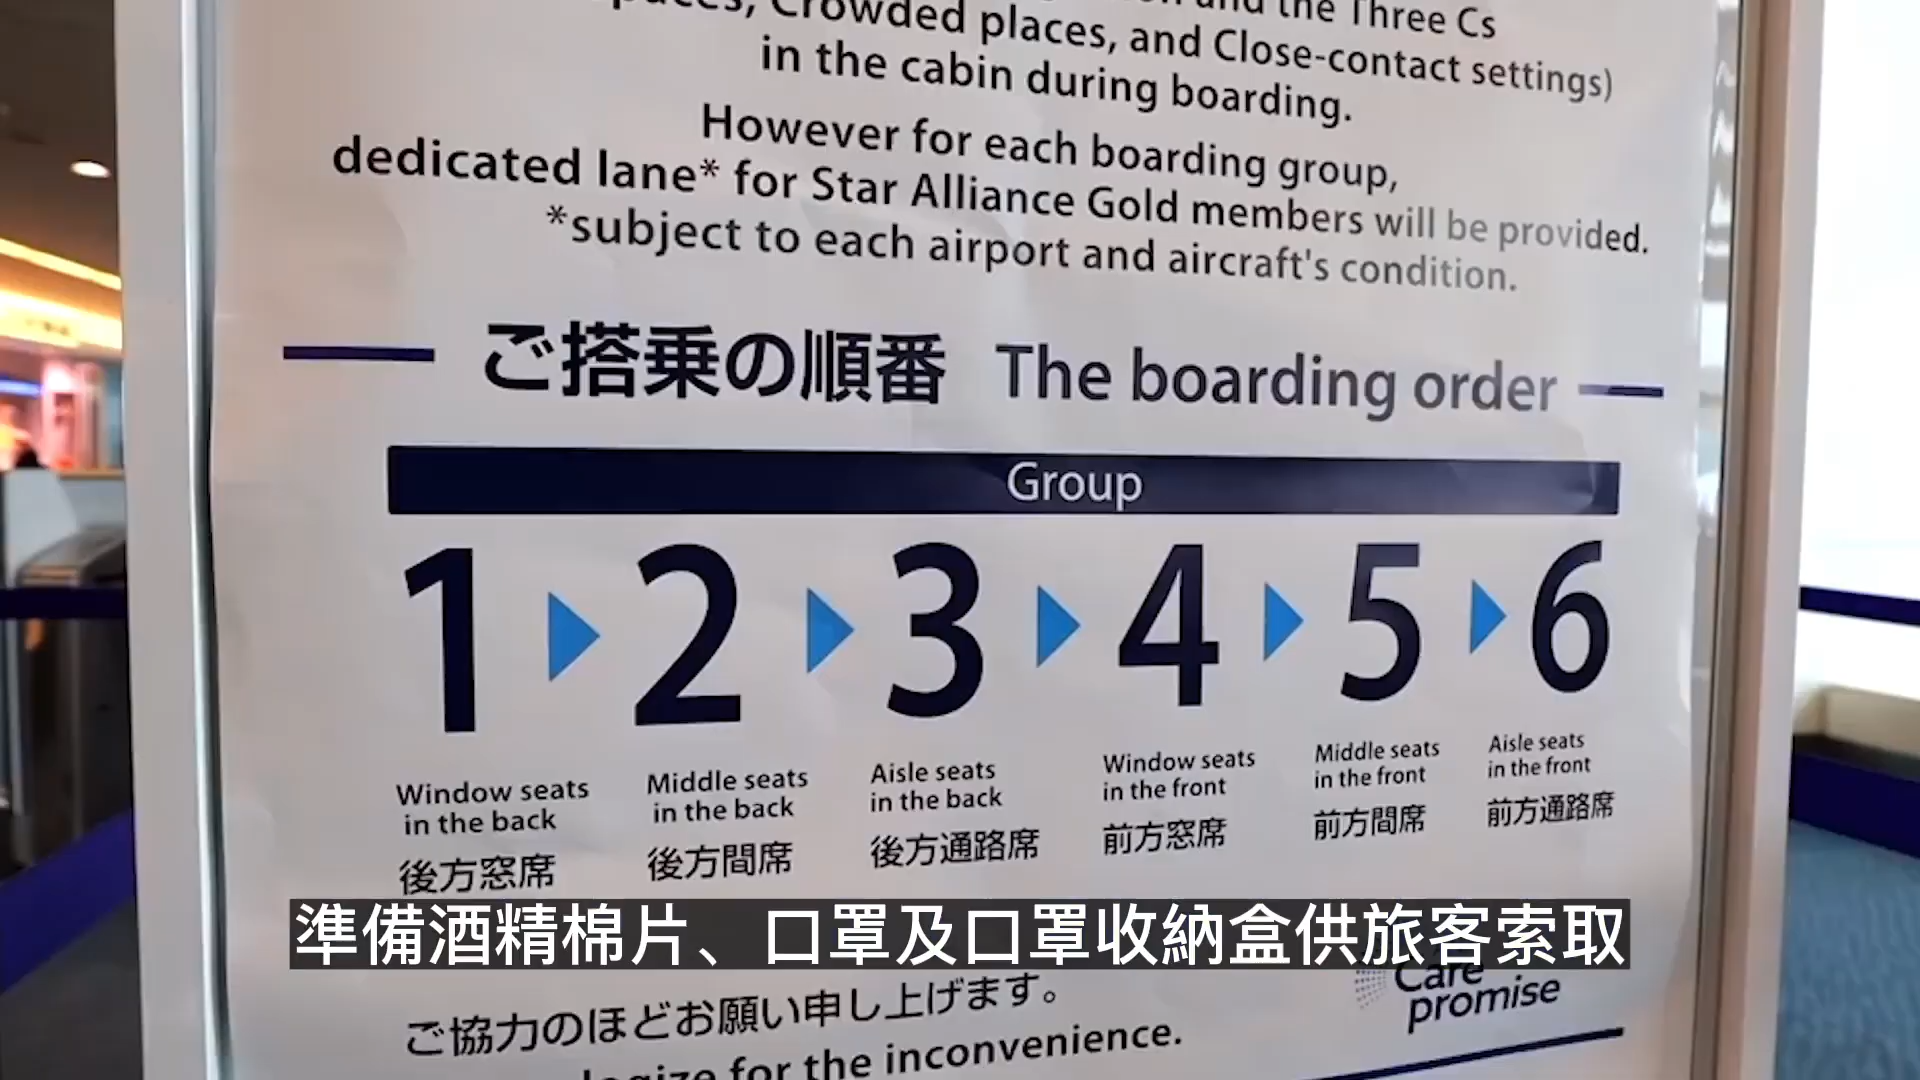 and the Three Cs
Crowded places, and Close-contact settings)
in the cabin during boarding.
However for each boarding group,
dedicated lane* for Star Alliance Gold members will be provided.
*subject to each airport and aircraft's condition.
ご搭乗の順番 The boarding order
Group
1 2 3 4 5 6
Window seats in the back
後方窓席
Middle seats in the back
後方中間席
Aisle seats in the back
後方通路席
Window seats in the front
前方窓席
Middle seats in the front
前方中間席
Aisle seats in the front
前方通路席
準備酒精棉片、口罩及口罩收納盒供旅客索取
Care
promise
ご協力のほどお願い申し上げます。
for the inconvenience.